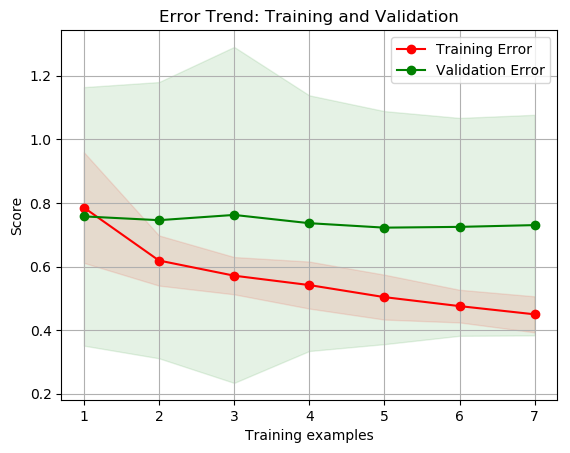 Error Trend: Training and Validation
Training Error
Validation Error
1.2
1.0
0.8
0.6
0.4
0.2
Score
1 2 3 4 5 6 7
Training examples